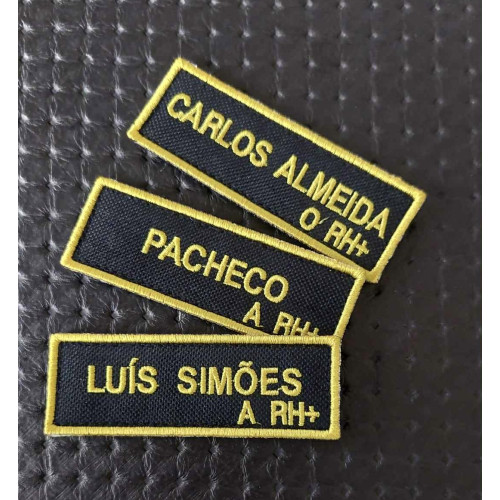 CARLOS ALMEIDA
O RH+
PACHECO
A RH+
LUÍS SIMÕES
A RH+